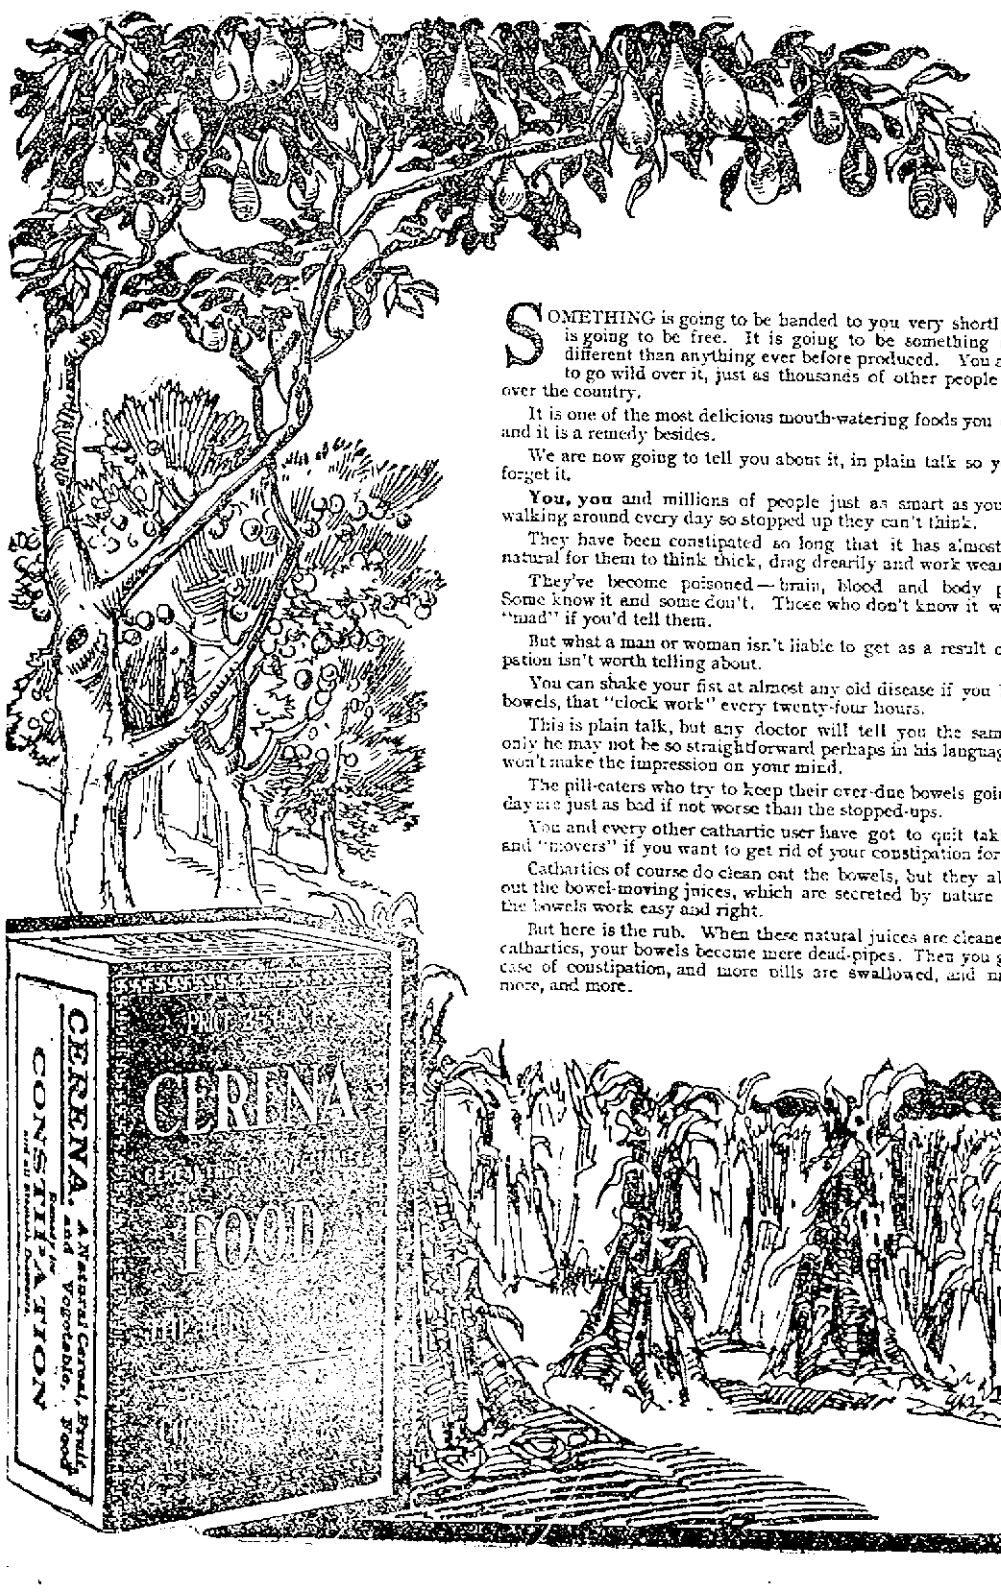 SOMETHING is going to be handed to you very shortl
is going to be free. It is going to be something
different than anything ever before produced. You a
to go wild over it, just as thousands of other people
over the country.
It is one of the most delicious mouth-watering foods you
and it is a remedy besides.
We are now going to tell you about it, in plain talk so y
forget it.
You, you and millions of people just as smart as you
walking around every day so stopped up they can't think.
They have been constipated so long that it has almost
natural for them to think thick, drag drearily and work wear
They've become poisoned—brain, blood and body p
Some know it and some don't. Those who don't know it w
"mad" if you'd tell them.
But what a man or woman isn't liable to get as a result o
pation isn't worth telling about.
You can shake your fist at almost any old disease if you
bowels, that "clock work" every twenty-four hours.
This is plain talk, but any doctor will tell you the sam
only he may not be so straightforward perhaps in his languag
won't make the impression on your mind.
The pill-eaters who try to keep their over-due bowels goin
day are just as bad if not worse than the stopped-ups.
You and every other cathartic user have got to quit tak
and "movers" if you want to get rid of your constipation for
Cathartics of course do clean out the bowels, but they al
out the bowel-moving juices, which are secreted by nature
the bowels work easy and right.
But here is the rub. When these natural juices are cleane
cathartics, your bowels become mere dead-pipes. Then you g
case of constipation, and more pills are swallowed, and m
more, and more.
PRICE 25 CENTS
CERENA
FOOD
CERENA A Natural Cereal, Fruit
and Vegetable, Food
Remedy for
CONSTIPATION
and all Stomach Disorders